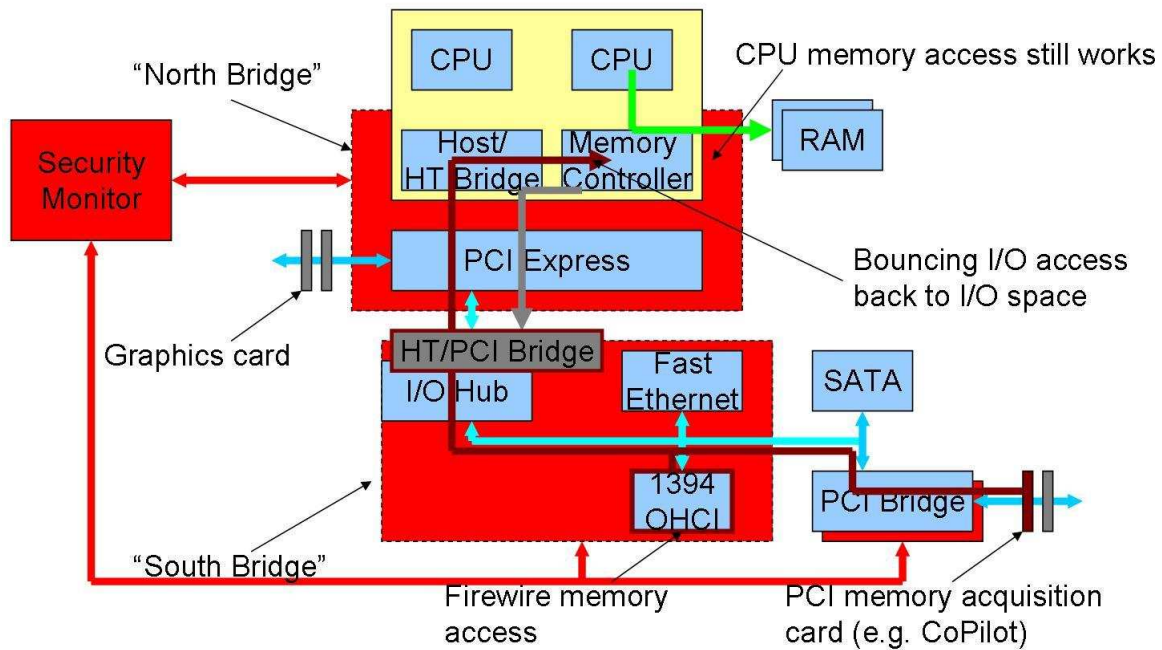 CPU
CPU
CPU memory access still works
“North Bridge”
Security
Monitor
Host/
HT Bridge
Memory
Controller
RAM
PCI Express
Bouncing I/O access
back to I/O space
Graphics card
HT/PCI Bridge
I/O Hub
Fast
Ethernet
SATA
1394
OHCI
PCI Bridge
“South Bridge”
Firewire memory
access
PCI memory acquisition
card (e.g. CoPilot)